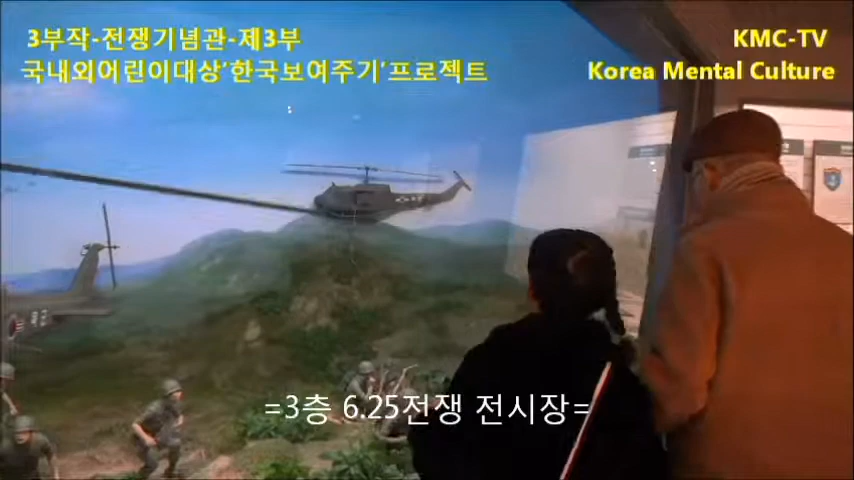 3부작-전쟁기념관-제3부
국내외어린이대상'한국보여주기'프로젝트
KMC-TV
Korea Mental Culture
=3층 6.25전쟁 전시장=